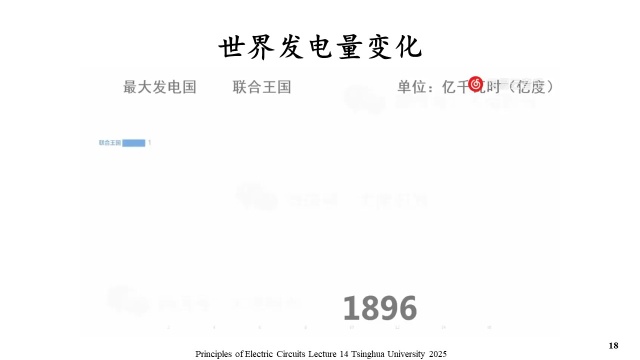 世界发电量变化
最大发电国 联合王国 单位：亿千瓦时（亿度）
联合王国 1
1896
Principles of Electric Circuits Lecture 14 Tsinghua University 2025
18